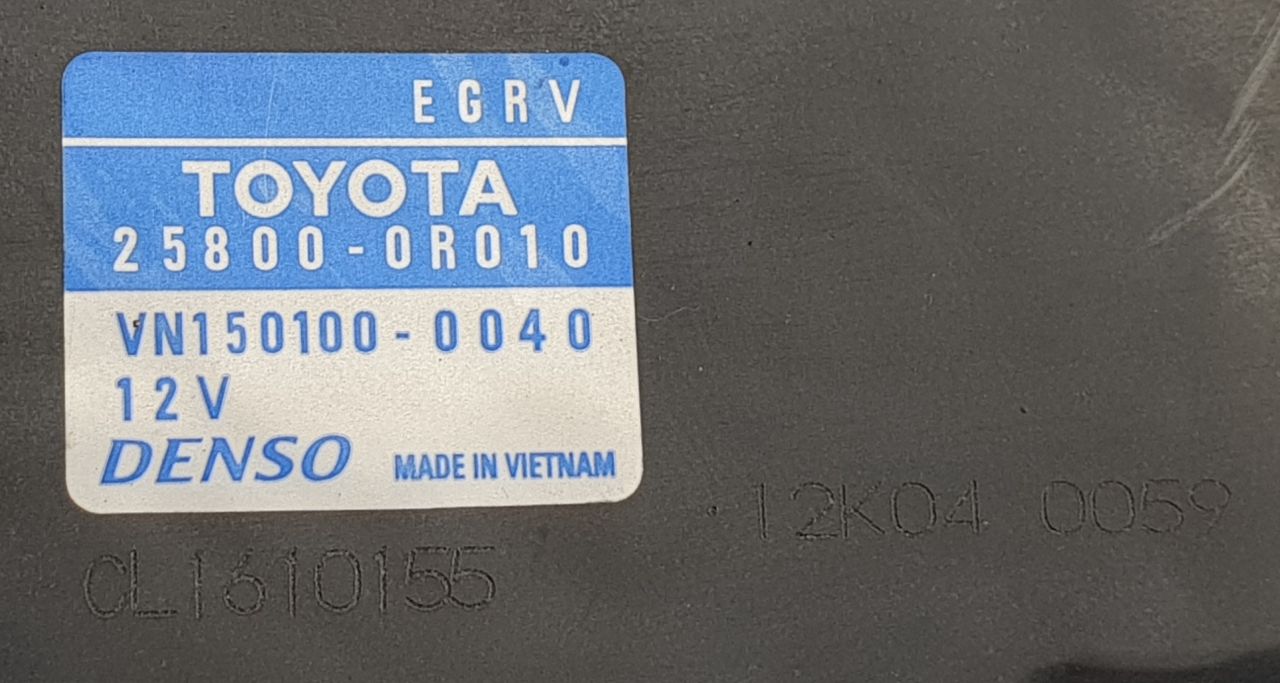 EGRV
TOYOTA
25800-0R010
VN150100-0040
12V
DENSO MADE IN VIETNAM
12K04 0059
CL1610155